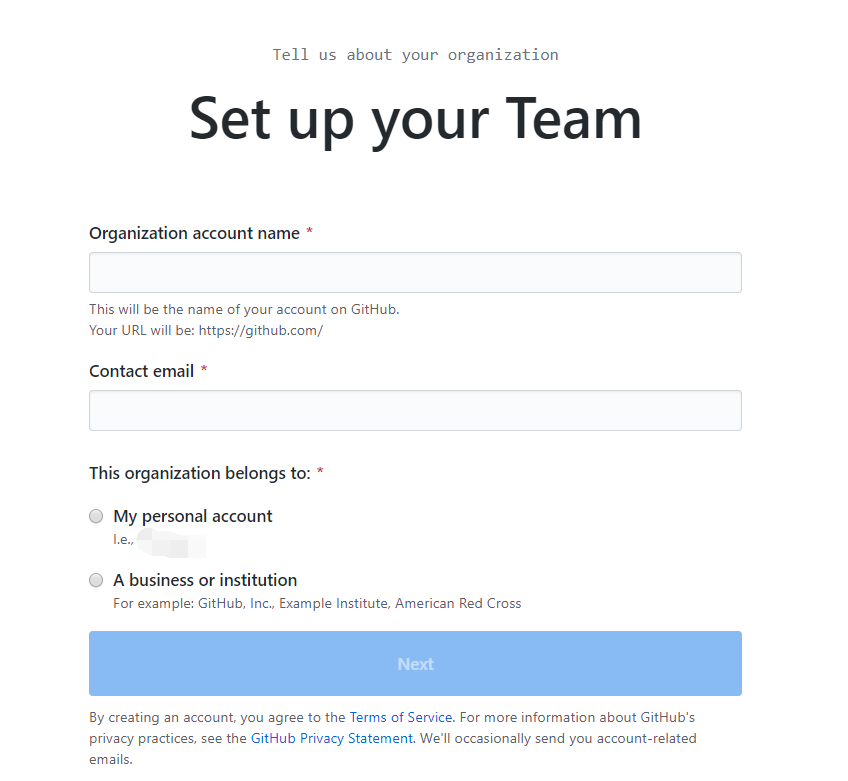 Tell us about your organization
Set up your Team
Organization account name *
This will be the name of your account on GitHub.
Your URL will be: https://github.com/
Contact email *
This organization belongs to: *
My personal account
I.e.,
A business or institution
For example: GitHub, Inc., Example Institute, American Red Cross
Next
By creating an account, you agree to the Terms of Service. For more information about GitHub's
privacy practices, see the GitHub Privacy Statement. We'll occasionally send you account-related
emails.